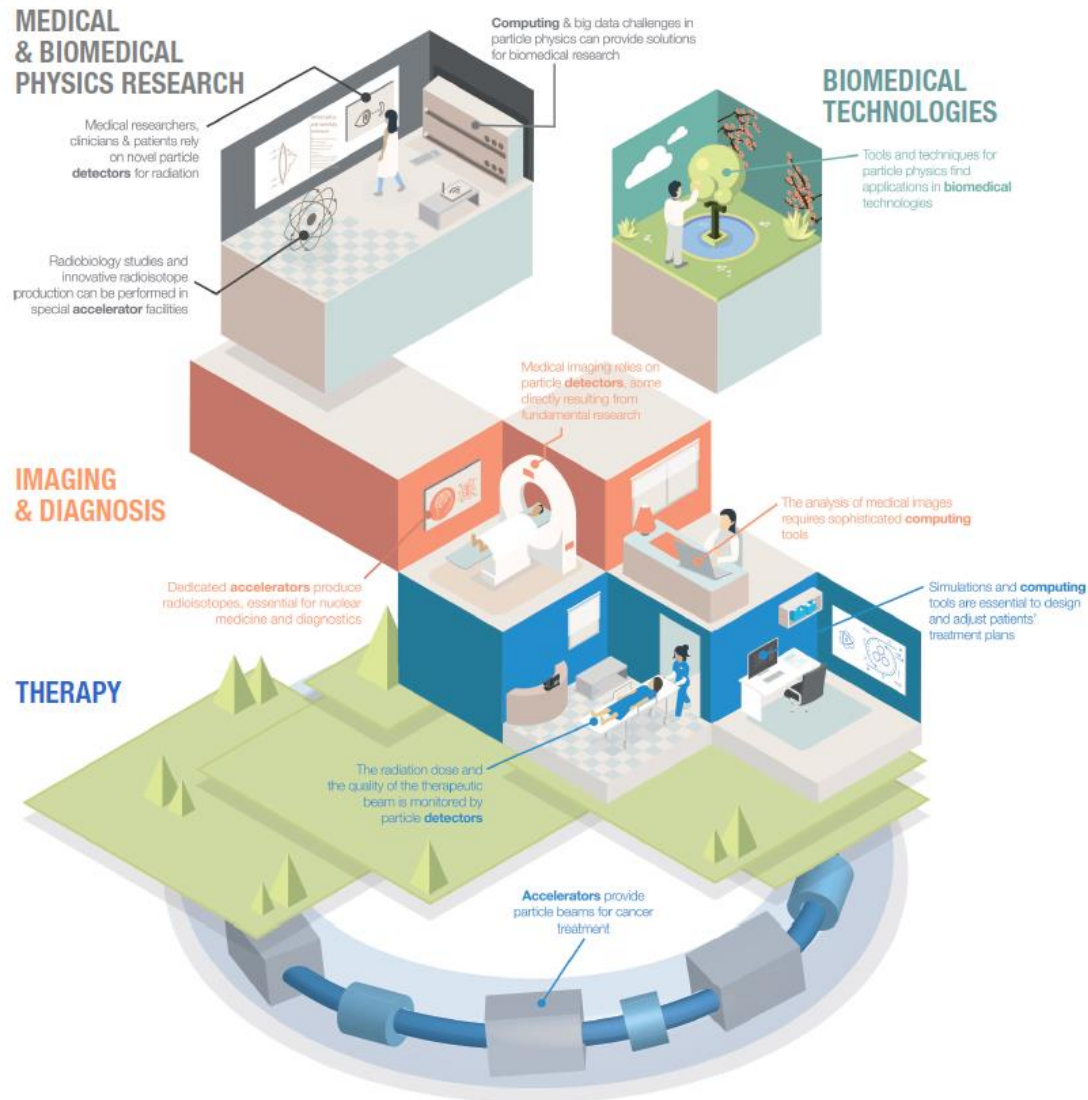 MEDICAL
& BIOMEDICAL
PHYSICS RESEARCH
Computing & big data challenges in
particle physics can provide solutions
for biomedical research
Medical researchers,
clinicians & patients rely
on novel particle
detectors for radiation
Radiobiology studies and
innovative radioisotope
production can be performed in
special accelerator facilities
BIOMEDICAL
TECHNOLOGIES
Tools and techniques for
particle physics find
applications in biomedical
technologies
IMAGING
& DIAGNOSIS
Medical imaging relies on
particle detectors, some
directly resulting from
fundamental research
The analysis of medical images
requires sophisticated computing
tools
Dedicated accelerators produce
radioisotopes, essential for nuclear
medicine and diagnostics
THERAPY
Simulations and computing
tools are essential to design
and adjust patients'
treatment plans
The radiation dose and
the quality of the therapeutic
beam is monitored by
particle detectors
Accelerators provide
particle beams for cancer
treatment